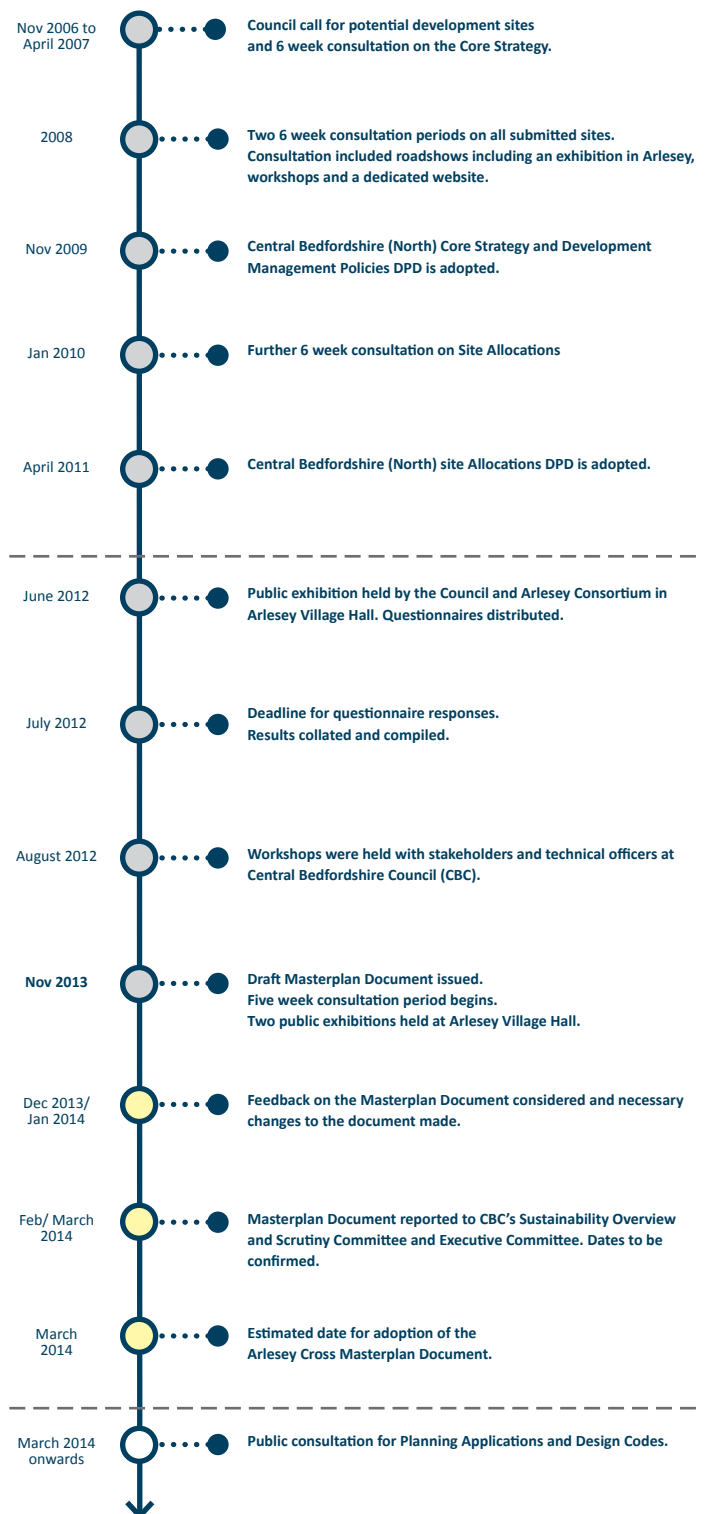 Nov 2006 to
April 2007
Council call for potential development sites
and 6 week consultation on the Core Strategy.
2008
Two 6 week consultation periods on all submitted sites.
Consultation included roadshows including an exhibition in Arlesey,
workshops and a dedicated website.
Nov 2009
Central Bedfordshire (North) Core Strategy and Development
Management Policies DPD is adopted.
Jan 2010
Further 6 week consultation on Site Allocations
April 2011
Central Bedfordshire (North) site Allocations DPD is adopted.
June 2012
Public exhibition held by the Council and Arlesey Consortium in
Arlesey Village Hall. Questionnaires distributed.
July 2012
Deadline for questionnaire responses.
Results collated and compiled.
August 2012
Workshops were held with stakeholders and technical officers at
Central Bedfordshire Council (CBC).
Nov 2013
Draft Masterplan Document issued.
Five week consultation period begins.
Two public exhibitions held at Arlesey Village Hall.
Dec 2013/
Jan 2014
Feedback on the Masterplan Document considered and necessary
changes to the document made.
Feb/ March
2014
Masterplan Document reported to CBC’s Sustainability Overview
and Scrutiny Committee and Executive Committee. Dates to be
confirmed.
March
2014
Estimated date for adoption of the
Arlesey Cross Masterplan Document.
March 2014
onwards
Public consultation for Planning Applications and Design Codes.